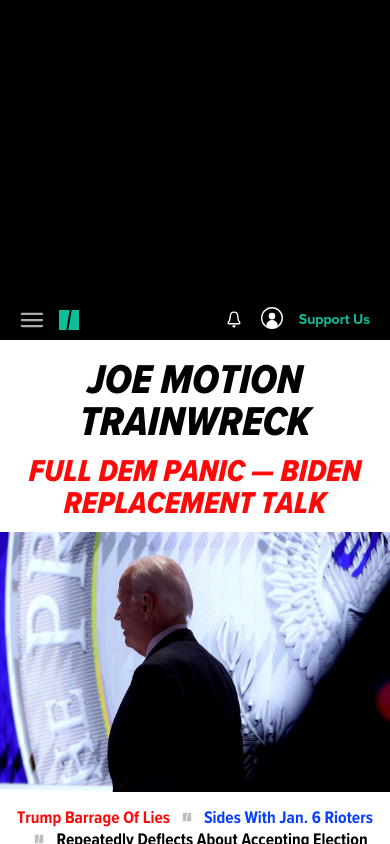 Support Us
JOE MOTION
TRAINWRECK
FULL DEM PANIC — BIDEN
REPLACEMENT TALK
Trump Barrage Of Lies
Sides With Jan. 6 Rioters
Repeatedly Deflects About Accepting Election